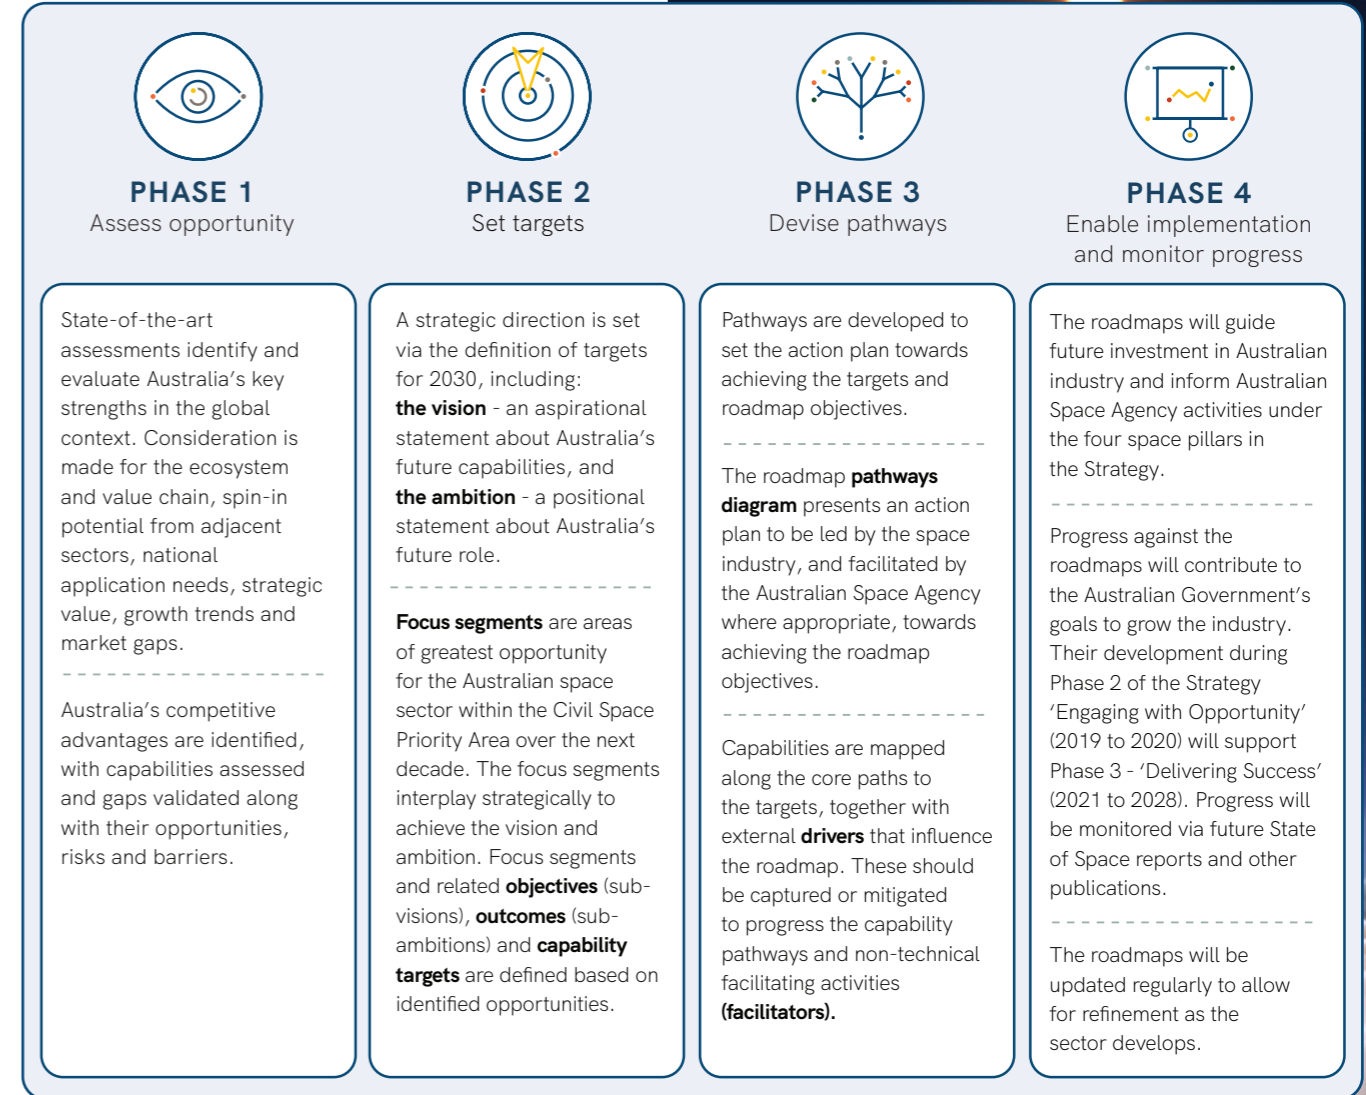 PHASE 1
Assess opportunity
State-of-the-art
assessments identify and
evaluate Australia's key
strengths in the global
context. Consideration is
made for the ecosystem
and value chain, spin-in
potential from adjacent
sectors, national
application needs, strategic
value, growth trends and
market gaps.
Australia's competitive
advantages are identified,
with capabilities assessed
and gaps validated along
with their opportunities,
risks and barriers.
PHASE 2
Set targets
A strategic direction is set
via the definition of targets
for 2030, including:
the vision - an aspirational
statement about Australia's
future capabilities, and
the ambition - a positional
statement about Australia's
future role.
Focus segments are areas
of greatest opportunity
for the Australian space
sector within the Civil Space
Priority Area over the next
decade. The focus segments
interplay strategically to
achieve the vision and
ambition. Focus segments
and related objectives (sub-
visions), outcomes (sub-
ambitions) and capability
targets are defined based on
identified opportunities.
PHASE 3
Devise pathways
Pathways are developed to
set the action plan towards
achieving the targets and
roadmap objectives.
The roadmap pathways
diagram presents an action
plan to be led by the space
industry, and facilitated by
the Australian Space Agency
where appropriate, towards
achieving the roadmap
objectives.
Capabilities are mapped
along the core paths to
the targets, together with
external drivers that influence
the roadmap. These should
be captured or mitigated
to progress the capability
pathways and non-technical
facilitating activities
(facilitators).
PHASE 4
Enable implementation
and monitor progress
The roadmaps will guide
future investment in Australian
industry and inform Australian
Space Agency activities under
the four space pillars in
the Strategy.
Progress against the
roadmaps will contribute to
the Australian Government's
goals to grow the industry.
Their development during
Phase 2 of the Strategy
'Engaging with Opportunity'
(2019 to 2020) will support
Phase 3 - 'Delivering Success'
(2021 to 2028). Progress will
be monitored via future State
of Space reports and other
publications.
The roadmaps will be
updated regularly to allow
for refinement as the
sector develops.